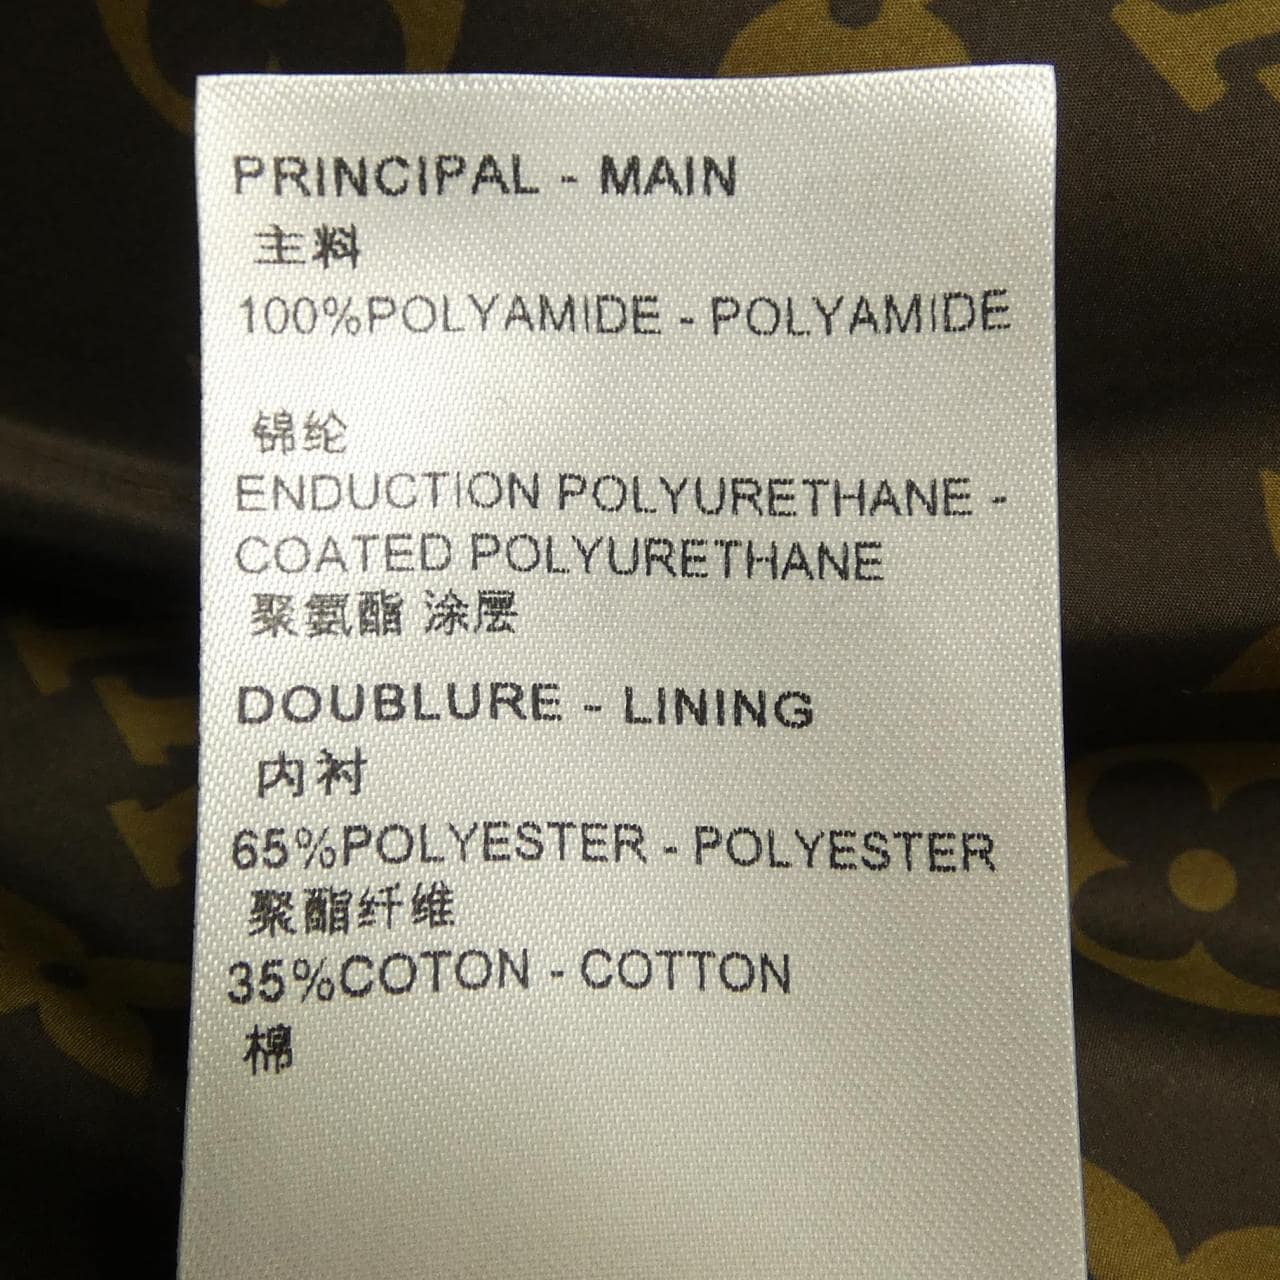 PRINCIPAL - MAIN
主料
100%POLYAMIDE - POLYAMIDE
锦纶
ENDUCTION POLYURETHANE -
COATED POLYURETHANE
聚氨酯 涂层
DOUBLURE - LINING
内衬
65%POLYESTER - POLYESTER
聚酯纤维
35%COTON - COTTON
棉